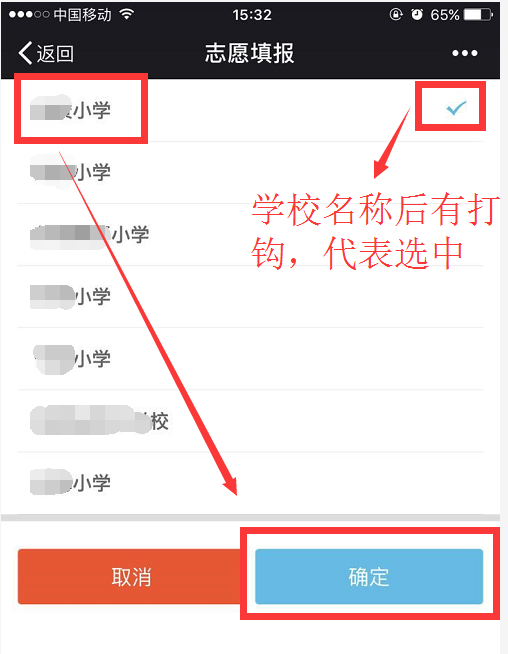 中国移动 15:32 65%
返回 志愿填报
小学
小学
学校名称后有打
钩，代表选中
小学
小学
小学
校
小学
取消 确定